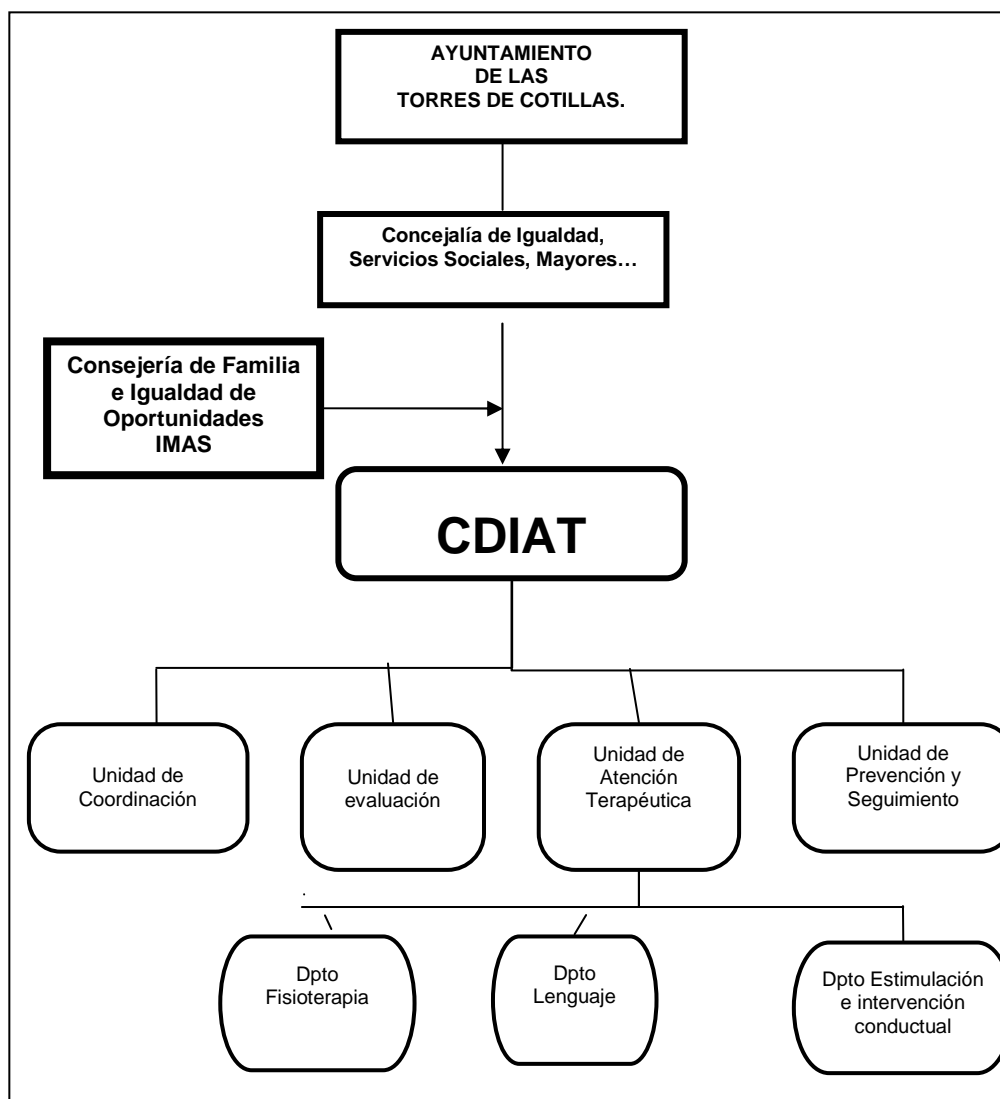 AYUNTAMIENTO
DE LAS
TORRES DE COTILLAS.
Concejalía de Igualdad,
Servicios Sociales, Mayores…
Consejería de Familia
e Igualdad de
Oportunidades
IMAS
CDIAT
Unidad de
Coordinación
Unidad de
evaluación
Unidad de
Atención
Terapéutica
Unidad de
Prevención y
Seguimiento
Dpto
Fisioterapia
Dpto
Lenguaje
Dpto Estimulación
e intervención
conductual